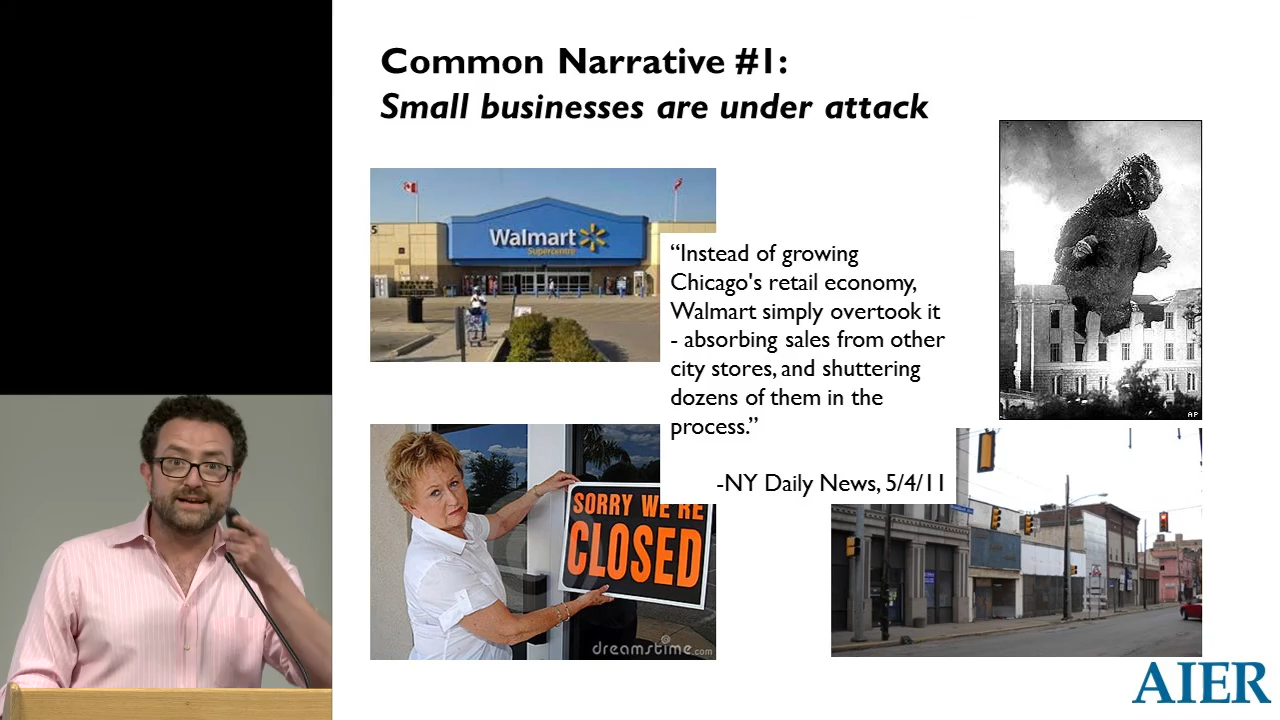 Common Narrative #1:
Small businesses are under attack
Walmart
Supercentre
“Instead of growing
Chicago's retail economy,
Walmart simply overtook it
- absorbing sales from other
city stores, and shuttering
dozens of them in the
process.”
-NY Daily News, 5/4/11
AP
SORRY WE'RE
CLOSED
dreamstime.com
AIER